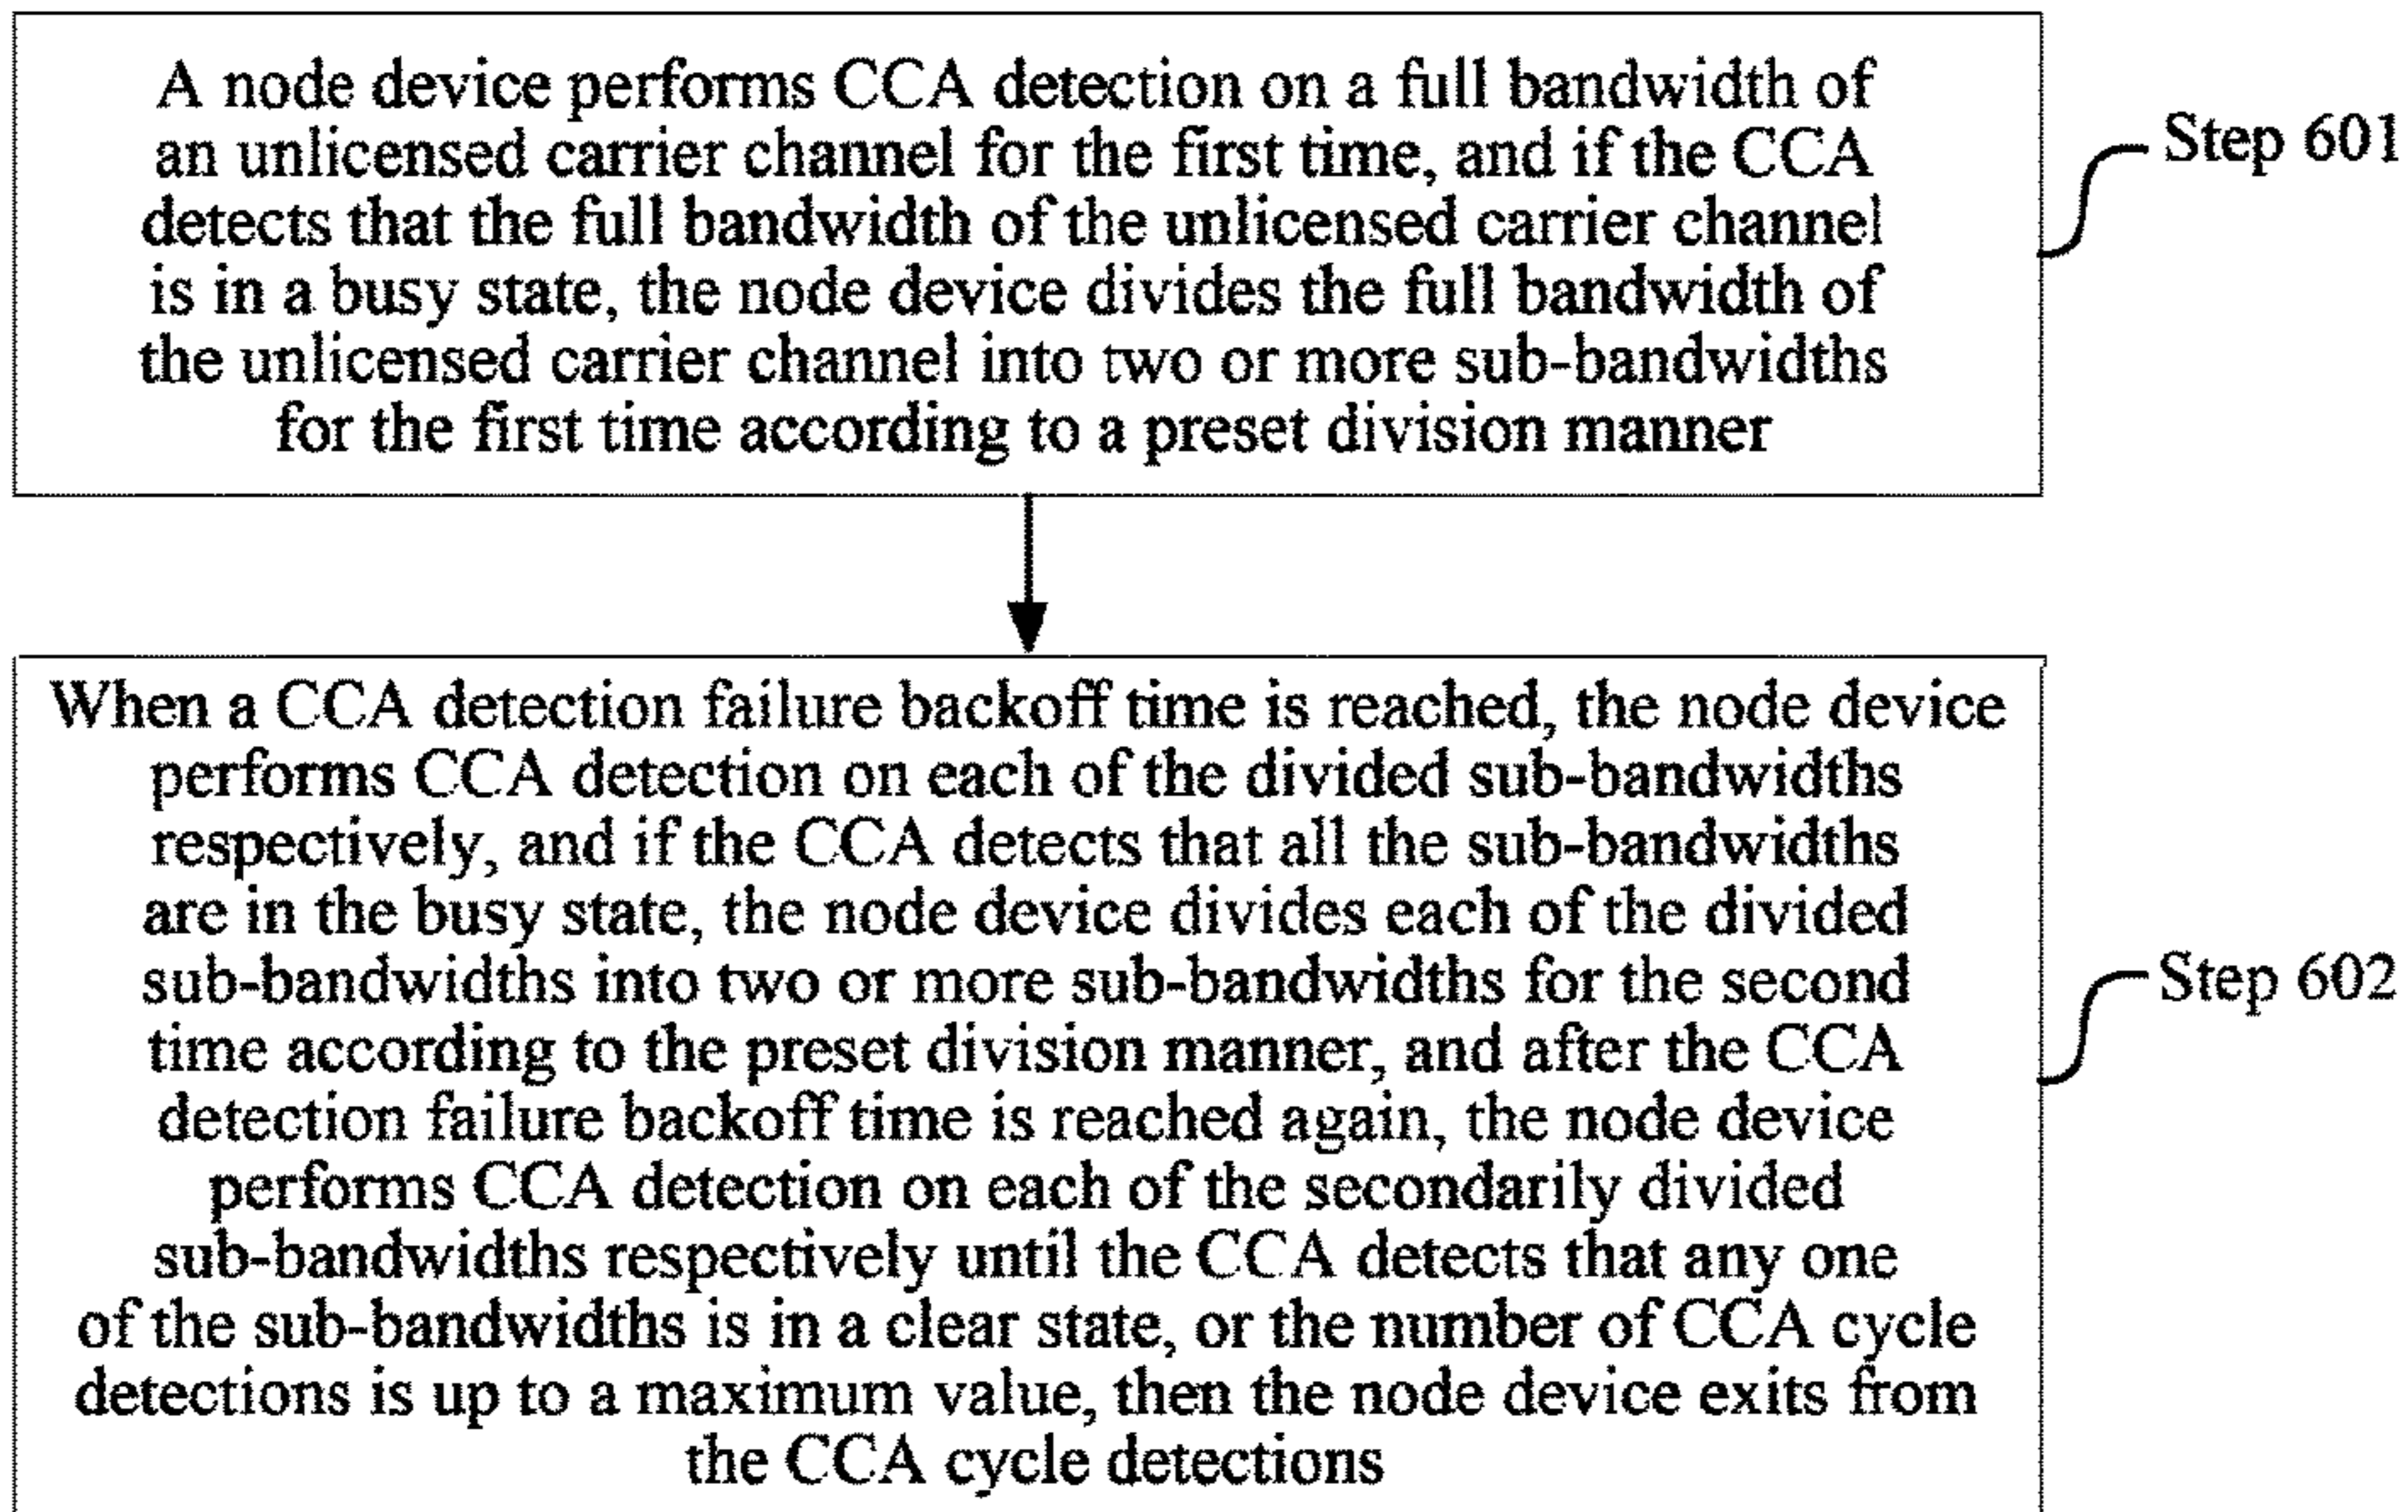 A node device performs CCA detection on a full bandwidth of
an unlicensed carrier channel for the first time, and if the CCA
detects that the full bandwidth of the unlicensed carrier channel
is in a busy state, the node device divides the full bandwidth of
the unlicensed carrier channel into two or more sub-bandwidths
for the first time according to a preset division manner
Step 601
When a CCA detection failure backoff time is reached, the node device
performs CCA detection on each of the divided sub-bandwidths
respectively, and if the CCA detects that all the sub-bandwidths
are in the busy state, the node device divides each of the divided
sub-bandwidths into two or more sub-bandwidths for the second
time according to the preset division manner, and after the CCA
detection failure backoff time is reached again, the node device
performs CCA detection on each of the secondarily divided
sub-bandwidths respectively until the CCA detects that any one
of the sub-bandwidths is in a clear state, or the number of CCA cycle
detections is up to a maximum value, then the node device exits from
the CCA cycle detections
Step 602